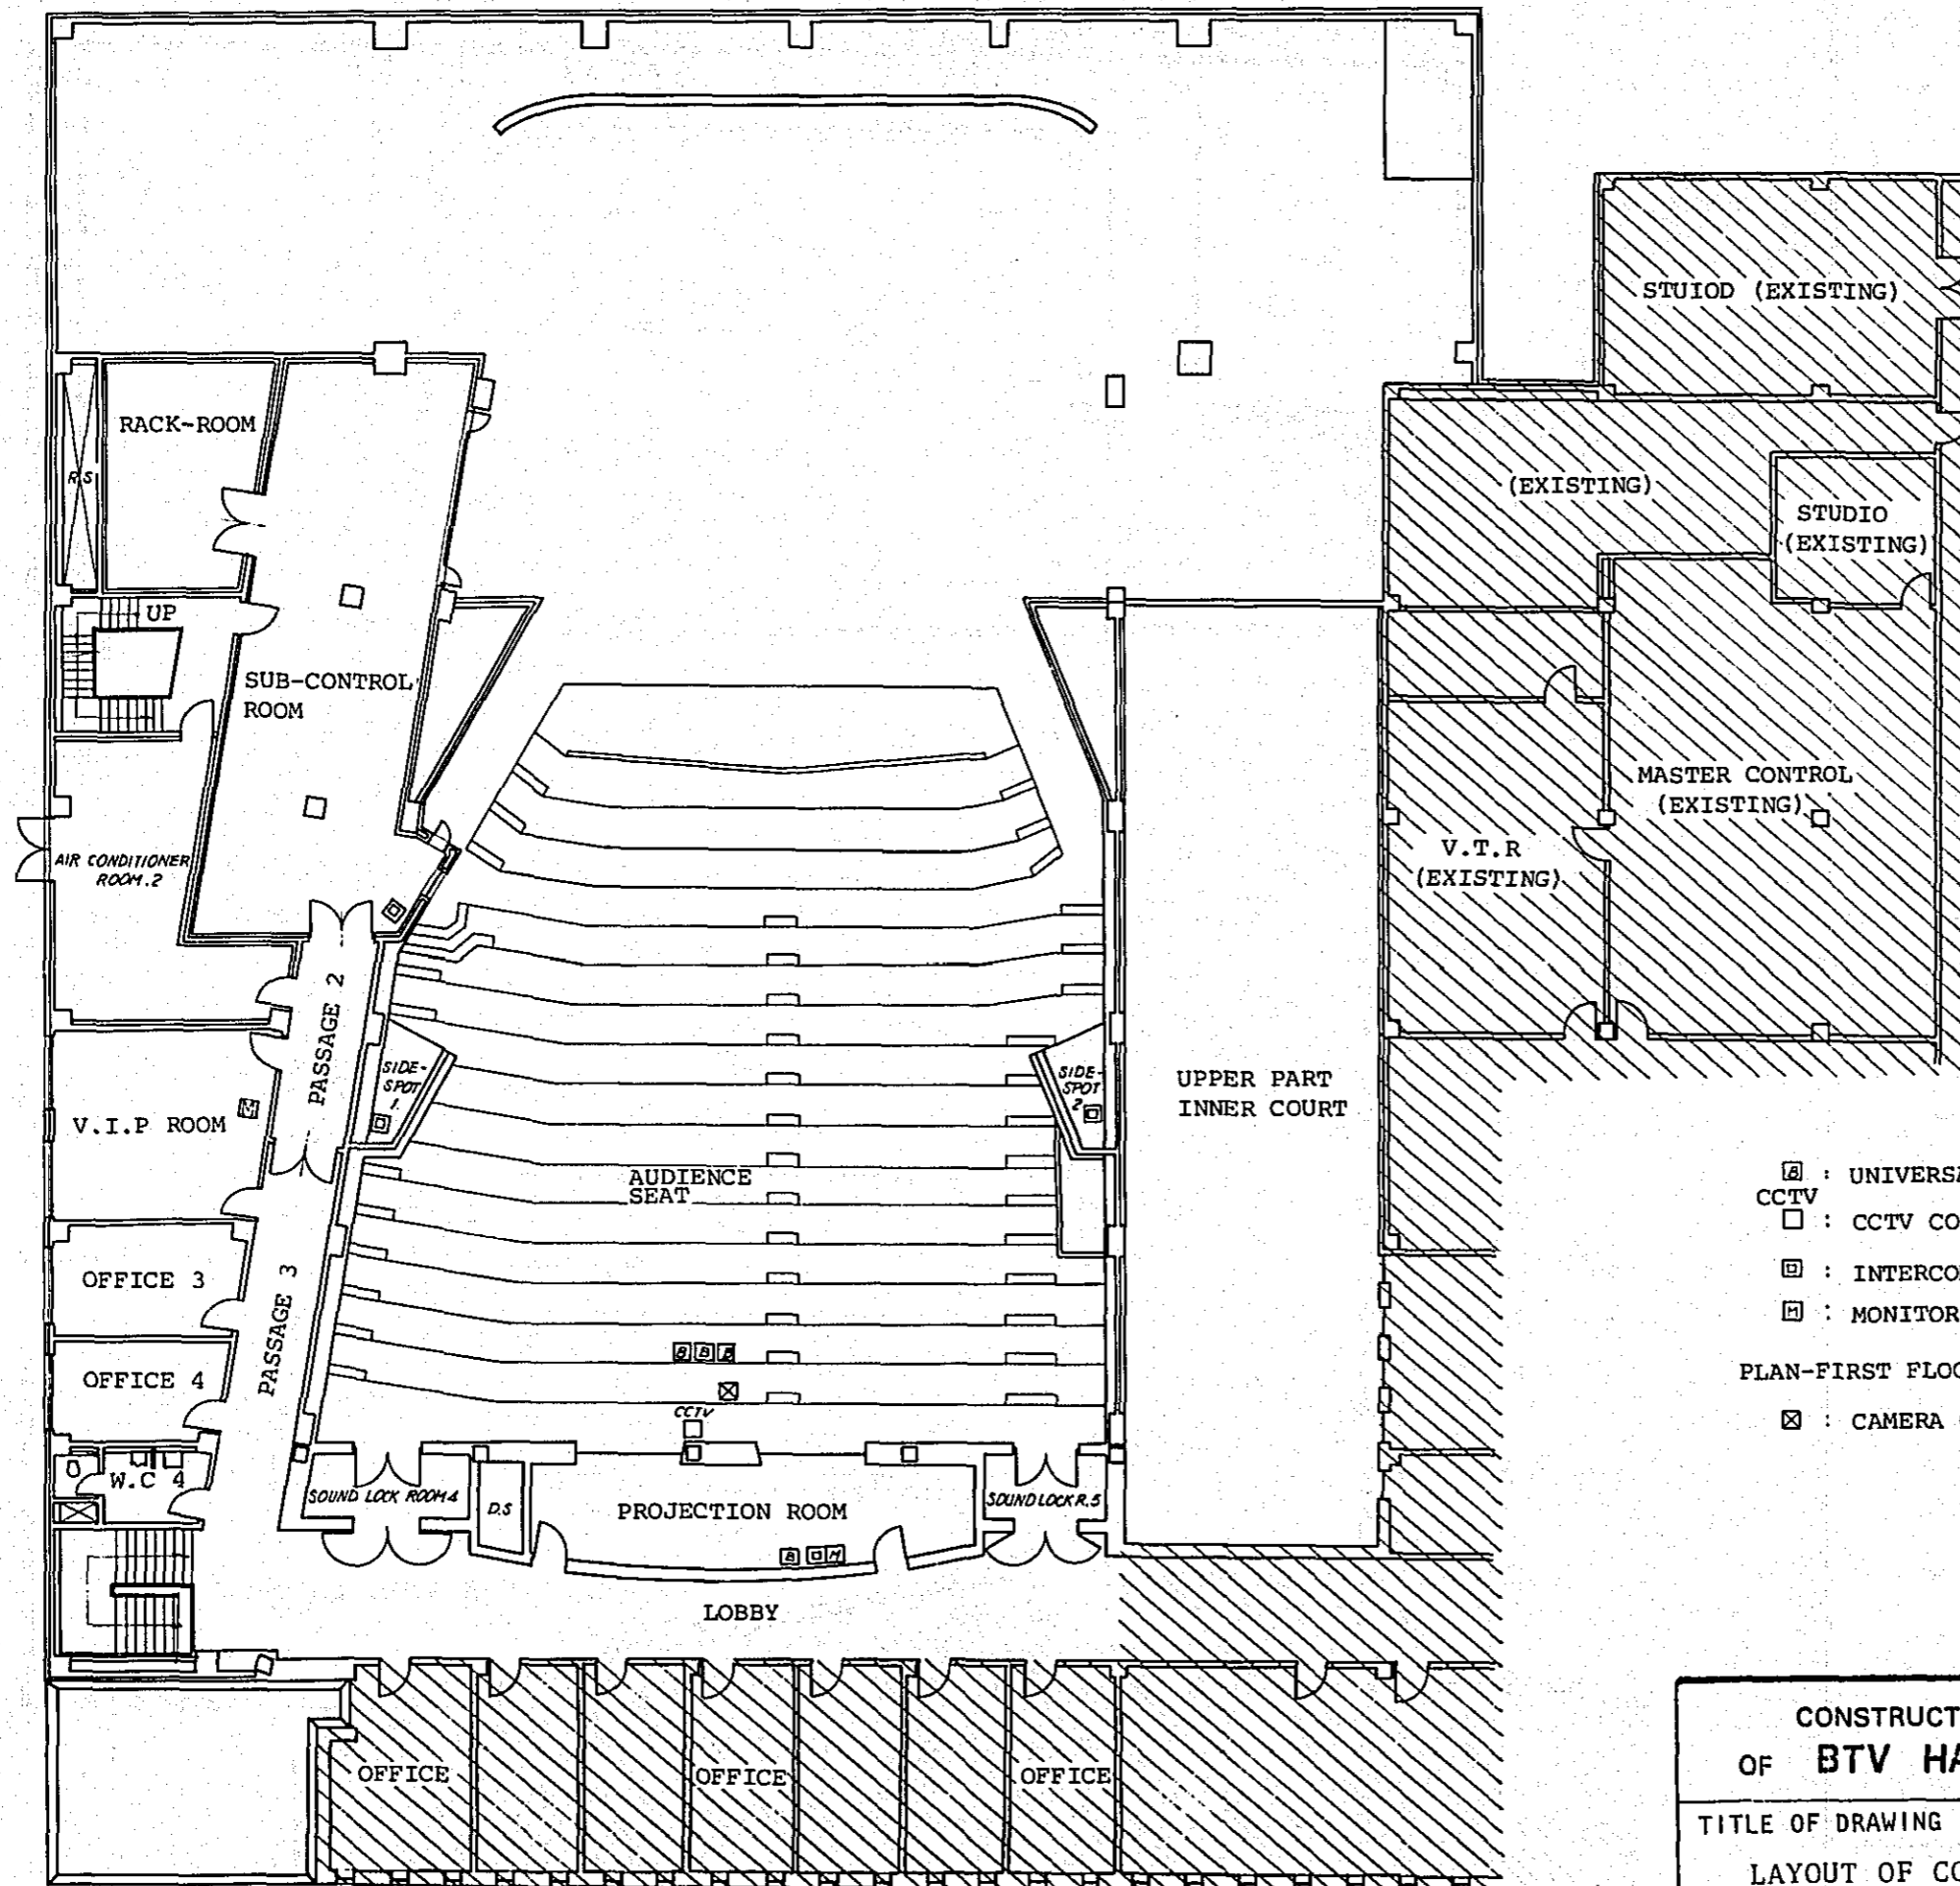 STUIOD (EXISTING)
RACK-ROOM
R.S
(EXISTING)
STUDIO
(EXISTING)
UP
SUB-CONTROL
ROOM
MASTER CONTROL
(EXISTING)
V.T.R
(EXISTING)
AIR CONDITIONER
ROOM.2
PASSAGE 2
SIDE-
SPOT
1.
SIDE-
SPOT
2
UPPER PART
INNER COURT
V.I.P ROOM
M
AUDIENCE
SEAT
OFFICE 3
PASSAGE 3
OFFICE 4
B B B
CCTV
W.C 4
SOUND LOCK ROOM 4
D.S
PROJECTION ROOM
SOUND LOCK R.5
B
M
LOBBY
OFFICE
OFFICE
OFFICE
B : UNIVERSA
CCTV
: CCTV CO
: INTERCO
M : MONITOR
PLAN-FIRST FLOO
: CAMERA
CONSTRUCT
OF BTV HA
TITLE OF DRAWING
LAYOUT OF CO